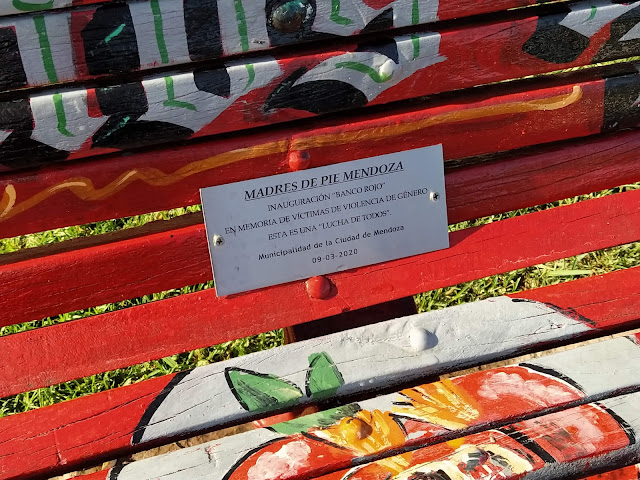 MADRES DE PIE MENDOZA
INAUGURACIÓN "BANCO ROJO"
EN MEMORIA DE VÍCTIMAS DE VIOLENCIA DE GÉNERO
ESTA ES UNA "LUCHA DE TODOS".
Municipalidad de la Ciudad de Mendoza
09-03-2020